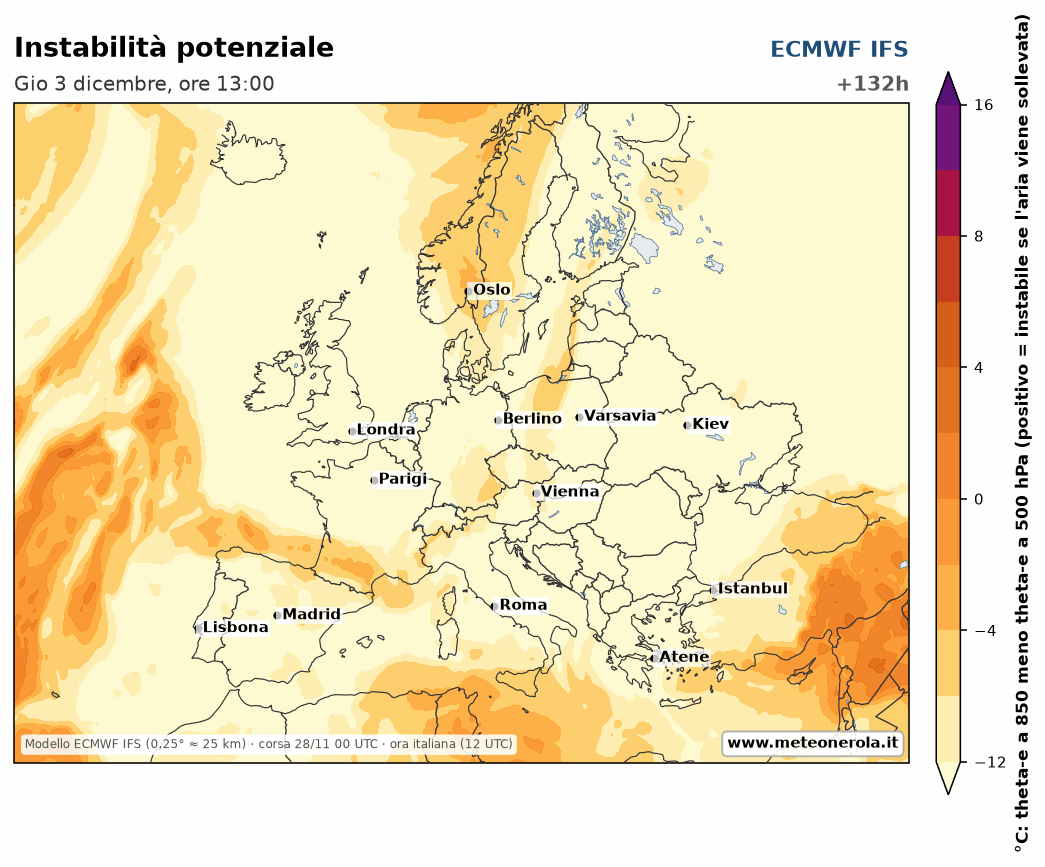 Instabilità potenziale
ECMWF IFS
Gio 3 dicembre, ore 13:00
+132h
16
8
4
0
−4
−12
°C: theta-e a 850 meno theta-e a 500 hPa (positivo = instabile se l'aria viene sollevata)
Oslo
Berlino
Varsavia
Kiev
Londra
Parigi
Vienna
Istanbul
Roma
Madrid
Lisbona
Atene
Modello ECMWF IFS (0,25° ≈ 25 km) · corsa 28/11 00 UTC · ora italiana (12 UTC)
www.meteonerola.it